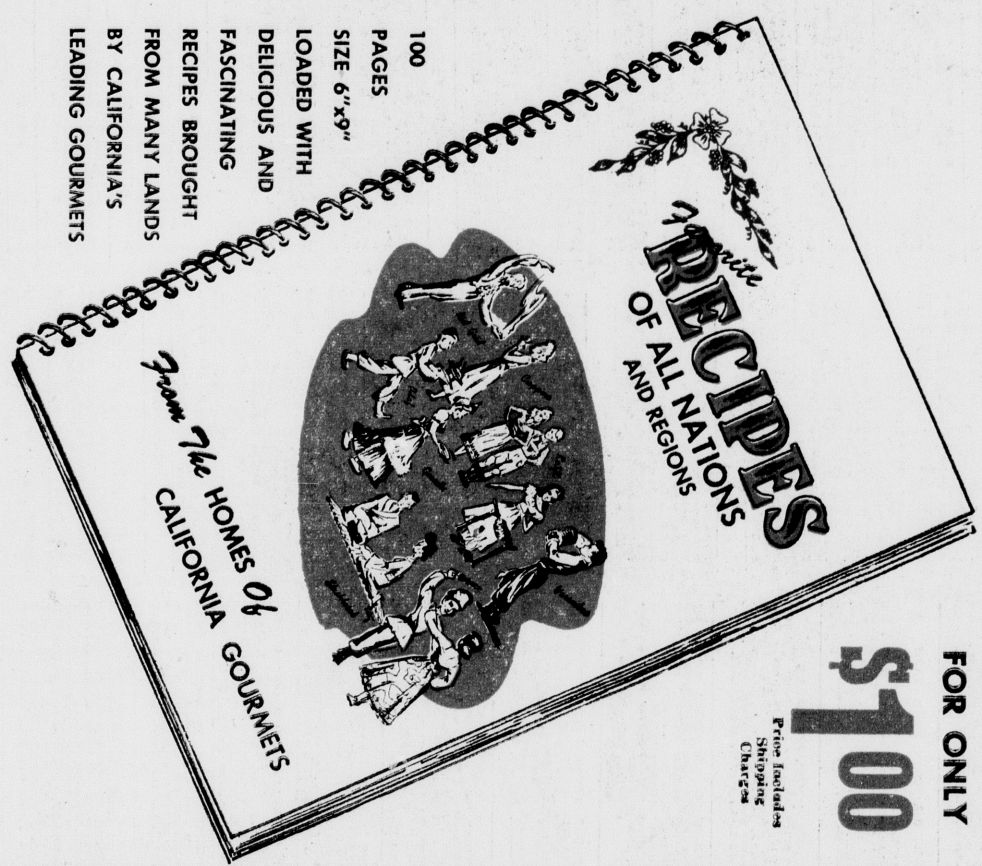 FOR ONLY
$1.00
Price Includes
Shipping
Charges
Favorite
RECIPES
OF ALL NATIONS
AND REGIONS
From The HOMES Of
CALIFORNIA GOURMETS
100
PAGES
SIZE 6"x9"
LOADED WITH
DELICIOUS AND
FASCINATING
RECIPES BROUGHT
FROM MANY LANDS
BY CALIFORNIA'S
LEADING GOURMETS